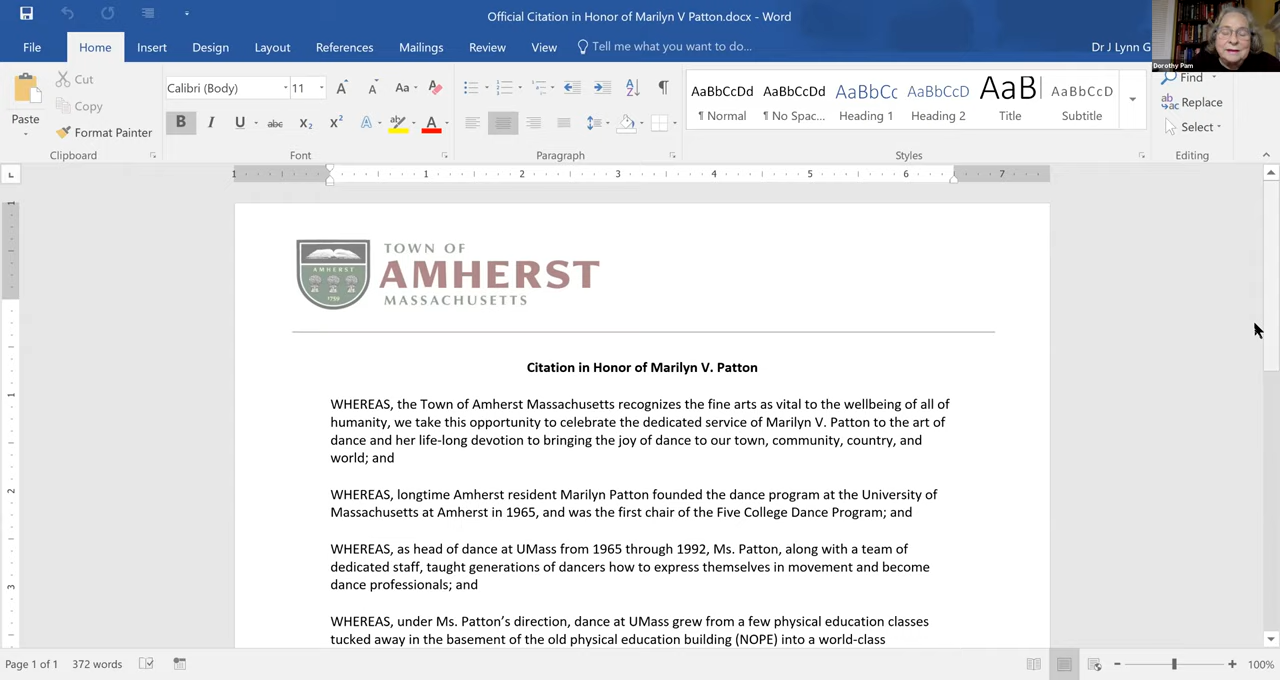 Official Citation in Honor of Marilyn V Patton.docx - Word
File Home Insert Design Layout References Mailings Review View Tell me what you want to do... Dr J Lynn G
Dorothy Pam
Paste
Cut
Copy
Format Painter
Clipboard
Calibri (Body) 11
Font
Paragraph
AaBbCcDd AaBbCcDd AaBbCc AaBbCcD AaB AaBbCcD
¶ Normal ¶ No Spac... Heading 1 Heading 2 Title Subtitle
Styles
Find
Replace
Select
Editing
1 1 2 3 4 5 6 7
TOWN OF
AMHERST
MASSACHUSETTS
AMHERST
1759
Citation in Honor of Marilyn V. Patton
WHEREAS, the Town of Amherst Massachusetts recognizes the fine arts as vital to the wellbeing of all of
humanity, we take this opportunity to celebrate the dedicated service of Marilyn V. Patton to the art of
dance and her life-long devotion to bringing the joy of dance to our town, community, country, and
world; and
WHEREAS, longtime Amherst resident Marilyn Patton founded the dance program at the University of
Massachusetts at Amherst in 1965, and was the first chair of the Five College Dance Program; and
WHEREAS, as head of dance at UMass from 1965 through 1992, Ms. Patton, along with a team of
dedicated staff, taught generations of dancers how to express themselves in movement and become
dance professionals; and
WHEREAS, under Ms. Patton’s direction, dance at UMass grew from a few physical education classes
tucked away in the basement of the old physical education building (NOPE) into a world-class
Page 1 of 1 372 words 100%